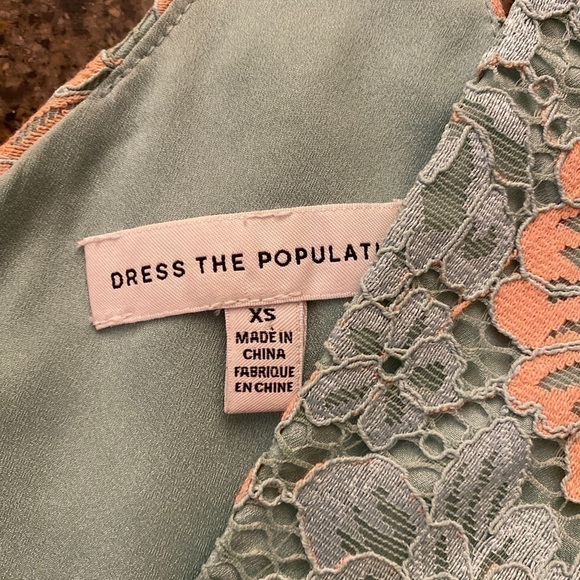 DRESS THE POPULATI
XS
MADE IN
CHINA
FABRIQUE
EN CHINE